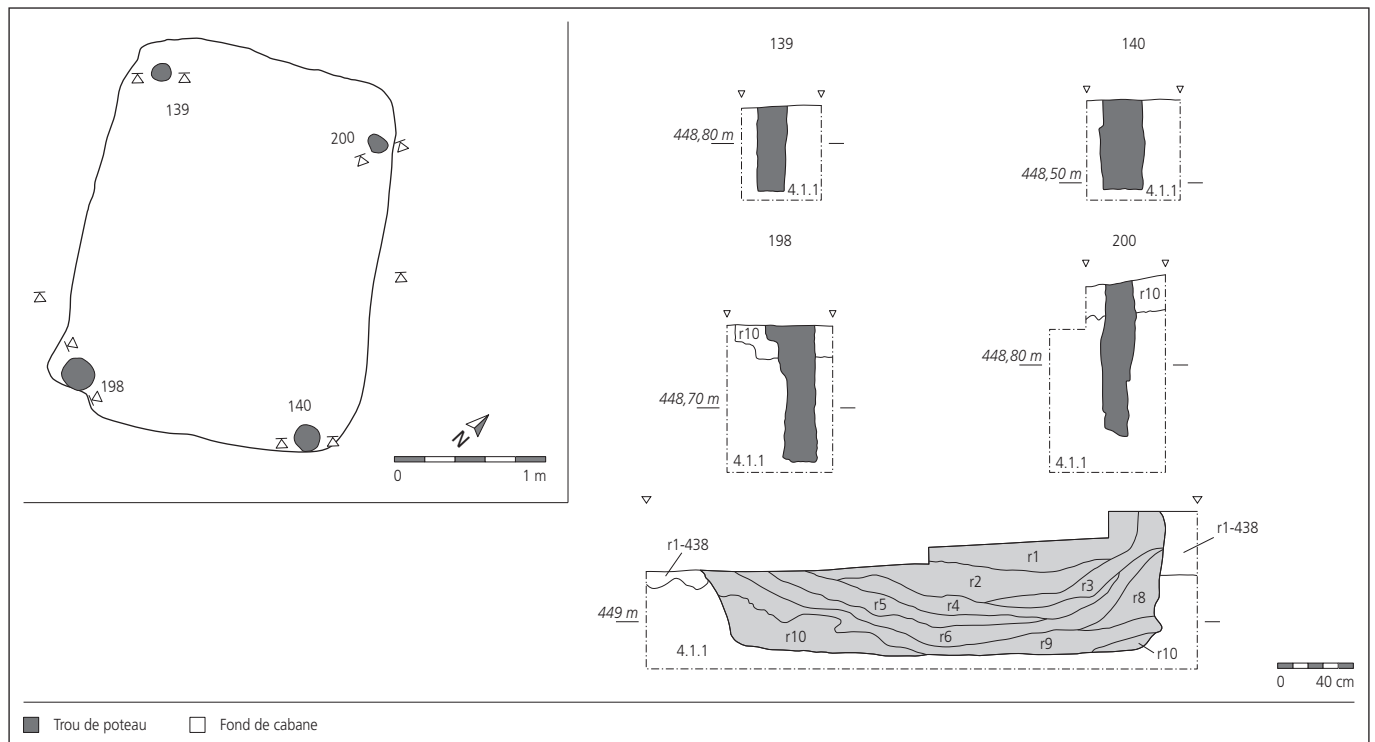 139
200
198
140
N
0 1 m
139
448,80 m
4.1.1
140
448,50 m
4.1.1
198
r10
448,70 m
4.1.1
200
r10
448,80 m
4.1.1
r1-438
r1
r1-438
r2
r3
r5
r4
r8
449 m
r6
r10
r9
4.1.1
r10
0 40 cm
Trou de poteau Fond de cabane